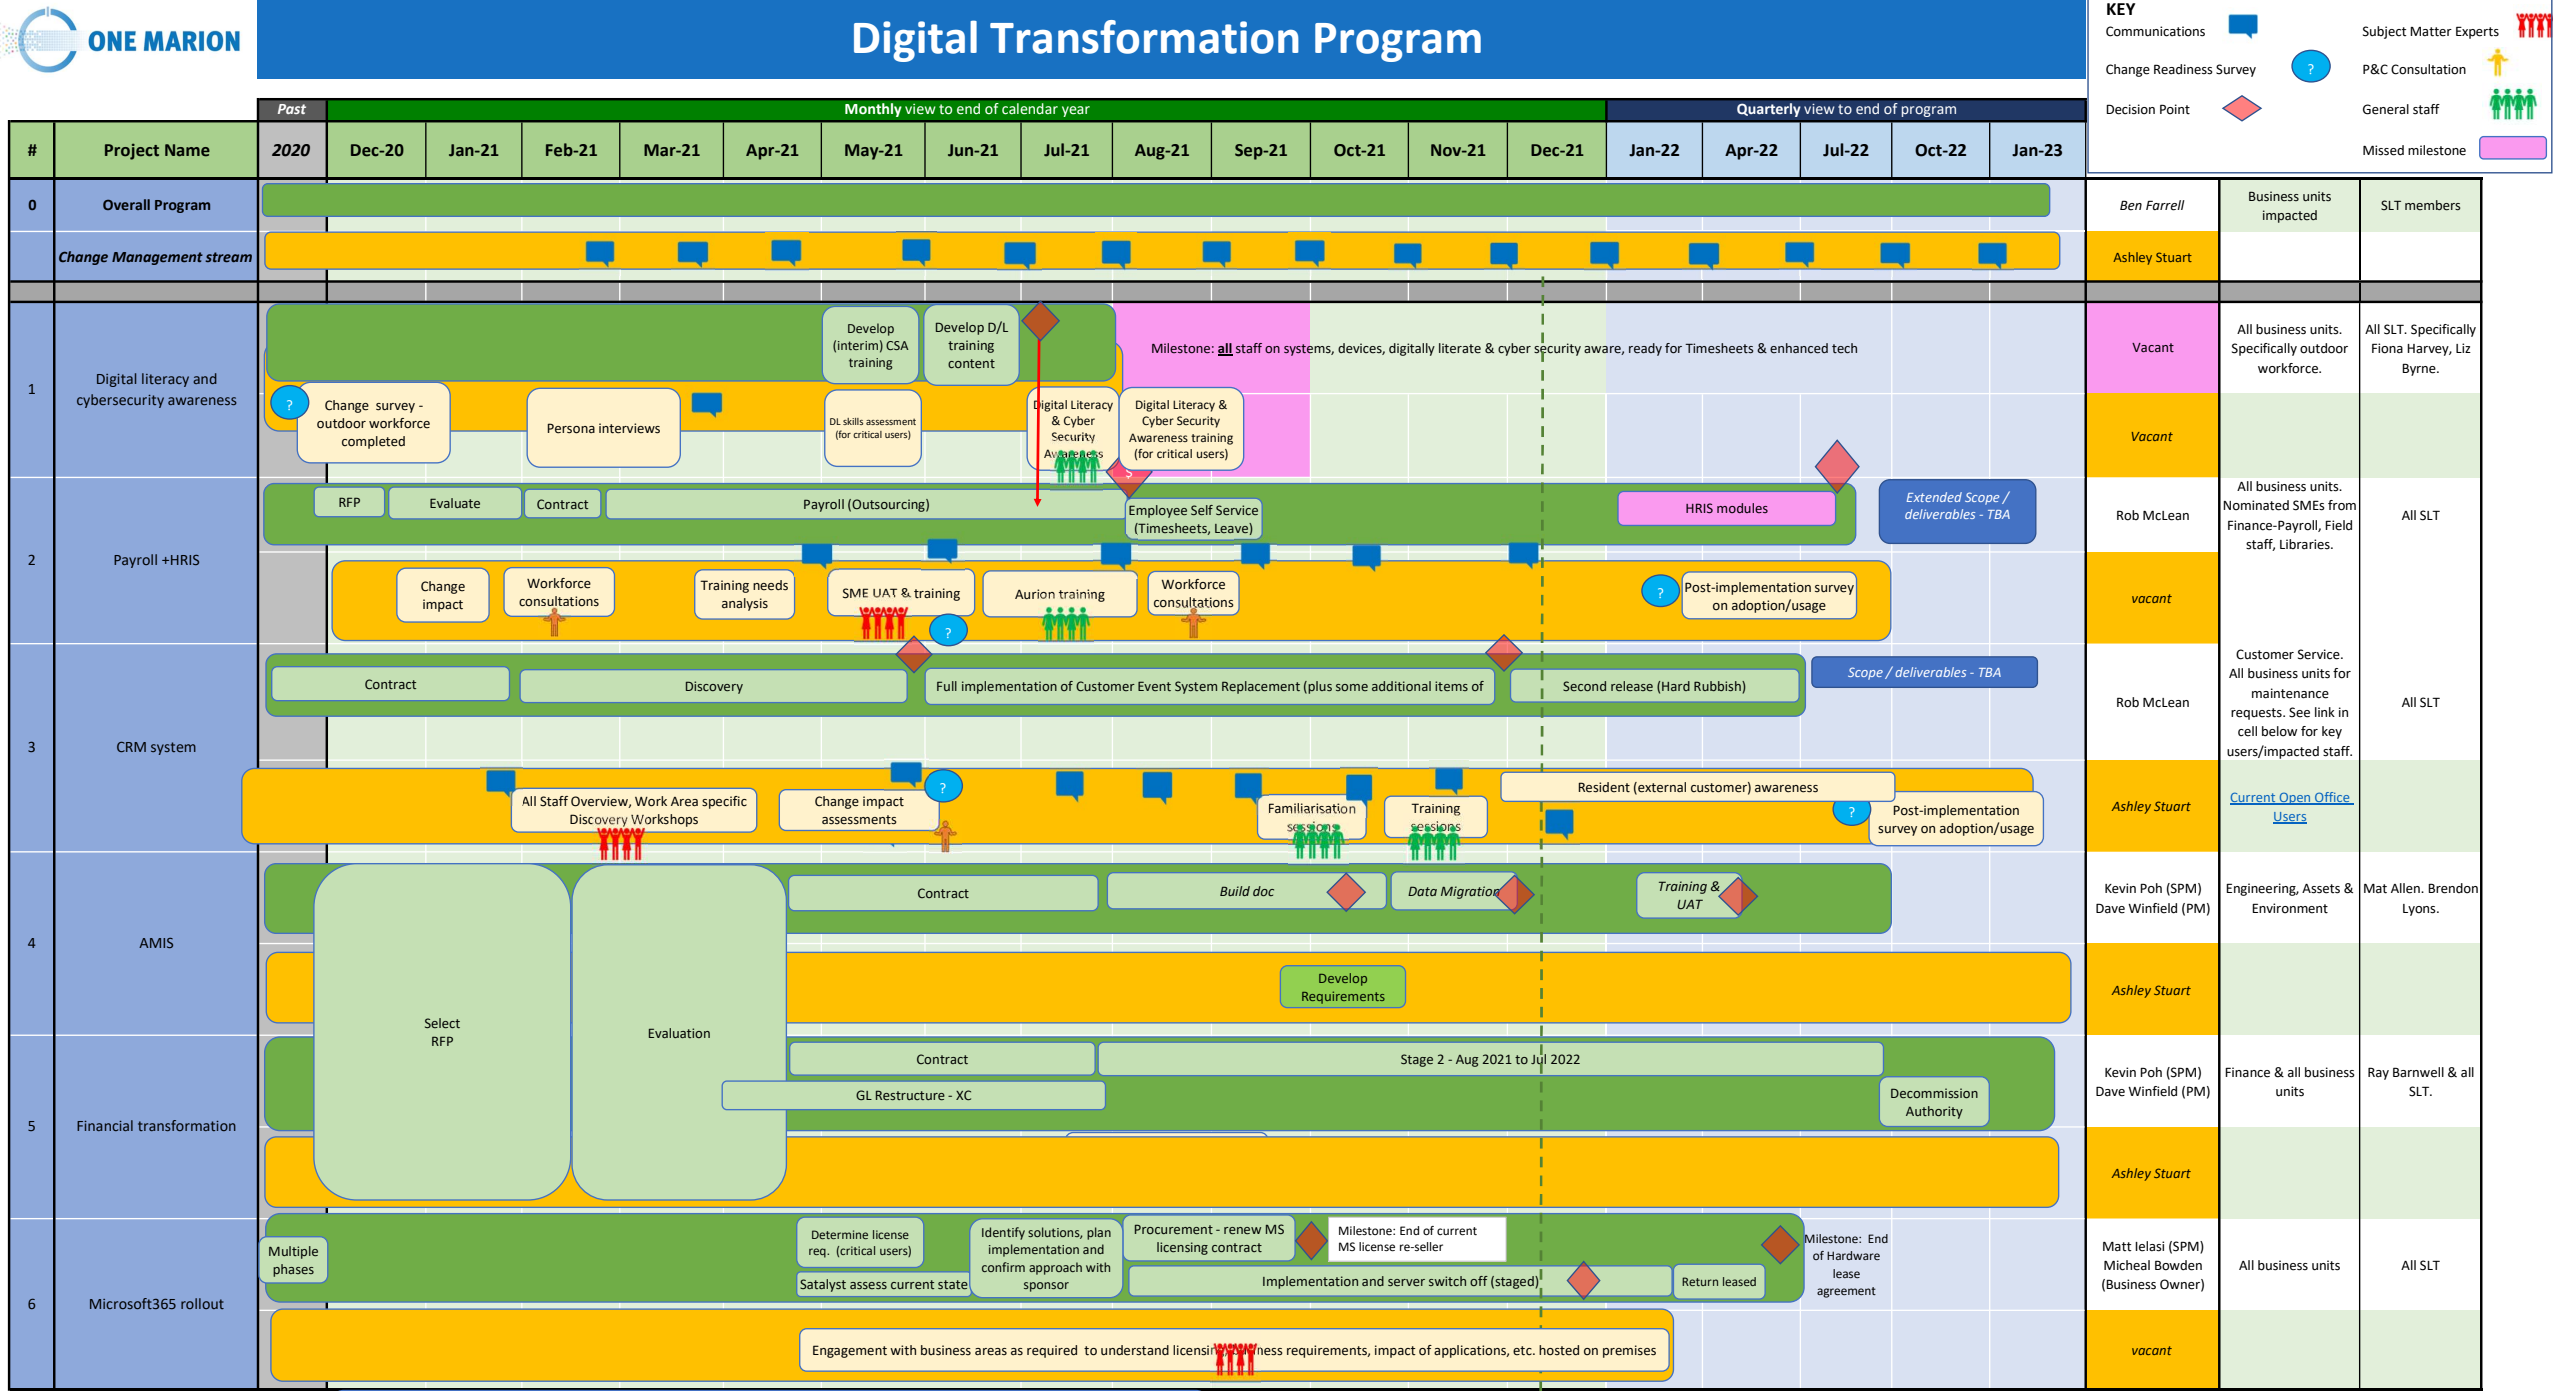 ONE MARION
Digital Transformation Program
KEY
Communications
Subject Matter Experts
Change Readiness Survey
?
P&C Consultation
Decision Point
General staff
Missed milestone
Past
Monthly view to end of calendar year
Quarterly view to end of program
#
Project Name
2020
Dec-20
Jan-21
Feb-21
Mar-21
Apr-21
May-21
Jun-21
Jul-21
Aug-21
Sep-21
Oct-21
Nov-21
Dec-21
Jan-22
Apr-22
Jul-22
Oct-22
Jan-23
0
Overall Program
Ben Farrell
Business units
impacted
SLT members
Change Management stream
Ashley Stuart
1
Digital literacy and
cybersecurity awareness
Develop
(interim) CSA
training
Develop D/L
training
content
Milestone: all staff on systems, devices, digitally literate & cyber security aware, ready for Timesheets & enhanced tech
Vacant
All business units.
Specifically outdoor
workforce.
All SLT. Specifically
Fiona Harvey, Liz
Byrne.
?
Change survey -
outdoor workforce
completed
Persona interviews
DL skills assessment
(for critical users)
Digital Literacy
& Cyber
Security
Awareness
Digital Literacy &
Cyber Security
Awareness training
(for critical users)
Vacant
$
2
Payroll +HRIS
RFP
Evaluate
Contract
Payroll (Outsourcing)
Employee Self Service
(Timesheets, Leave)
HRIS modules
Extended Scope /
deliverables - TBA
Rob McLean
All business units.
Nominated SMEs from
Finance-Payroll, Field
staff, Libraries.
All SLT
Change
impact
Workforce
consultations
Training needs
analysis
SME UAT & training
?
Aurion training
Workforce
consultations
?
Post-implementation survey
on adoption/usage
vacant
3
CRM system
Contract
Discovery
Full implementation of Customer Event System Replacement (plus some additional items of
Second release (Hard Rubbish)
Scope / deliverables - TBA
Rob McLean
Customer Service.
All business units for
maintenance
requests. See link in
cell below for key
users/impacted staff.
All SLT
All Staff Overview, Work Area specific
Discovery Workshops
Change impact
assessments
?
Familiarisation
sessions
Training
sessions
Resident (external customer) awareness
?
Post-implementation
survey on adoption/usage
Ashley Stuart
Current Open Office
Users
4
AMIS
Select
RFP
Evaluation
Contract
Build doc
Data Migration
Training &
UAT
Kevin Poh (SPM)
Dave Winfield (PM)
Engineering, Assets &
Environment
Mat Allen. Brendon
Lyons.
Develop
Requirements
Ashley Stuart
5
Financial transformation
Contract
Stage 2 - Aug 2021 to Jul 2022
GL Restructure - XC
Decommission
Authority
Kevin Poh (SPM)
Dave Winfield (PM)
Finance & all business
units
Ray Barnwell & all
SLT.
Ashley Stuart
6
Microsoft365 rollout
Multiple
phases
Determine license
req. (critical users)
Satalyst assess current state
Identify solutions, plan
implementation and
confirm approach with
sponsor
Procurement - renew MS
licensing contract
Milestone: End of current
MS license re-seller
Implementation and server switch off (staged)
Return leased
Milestone: End
of Hardware
lease
agreement
Matt Ielasi (SPM)
Micheal Bowden
(Business Owner)
All business units
All SLT
Engagement with business areas as required to understand requirements, impact of applications, etc. hosted on premises
vacant